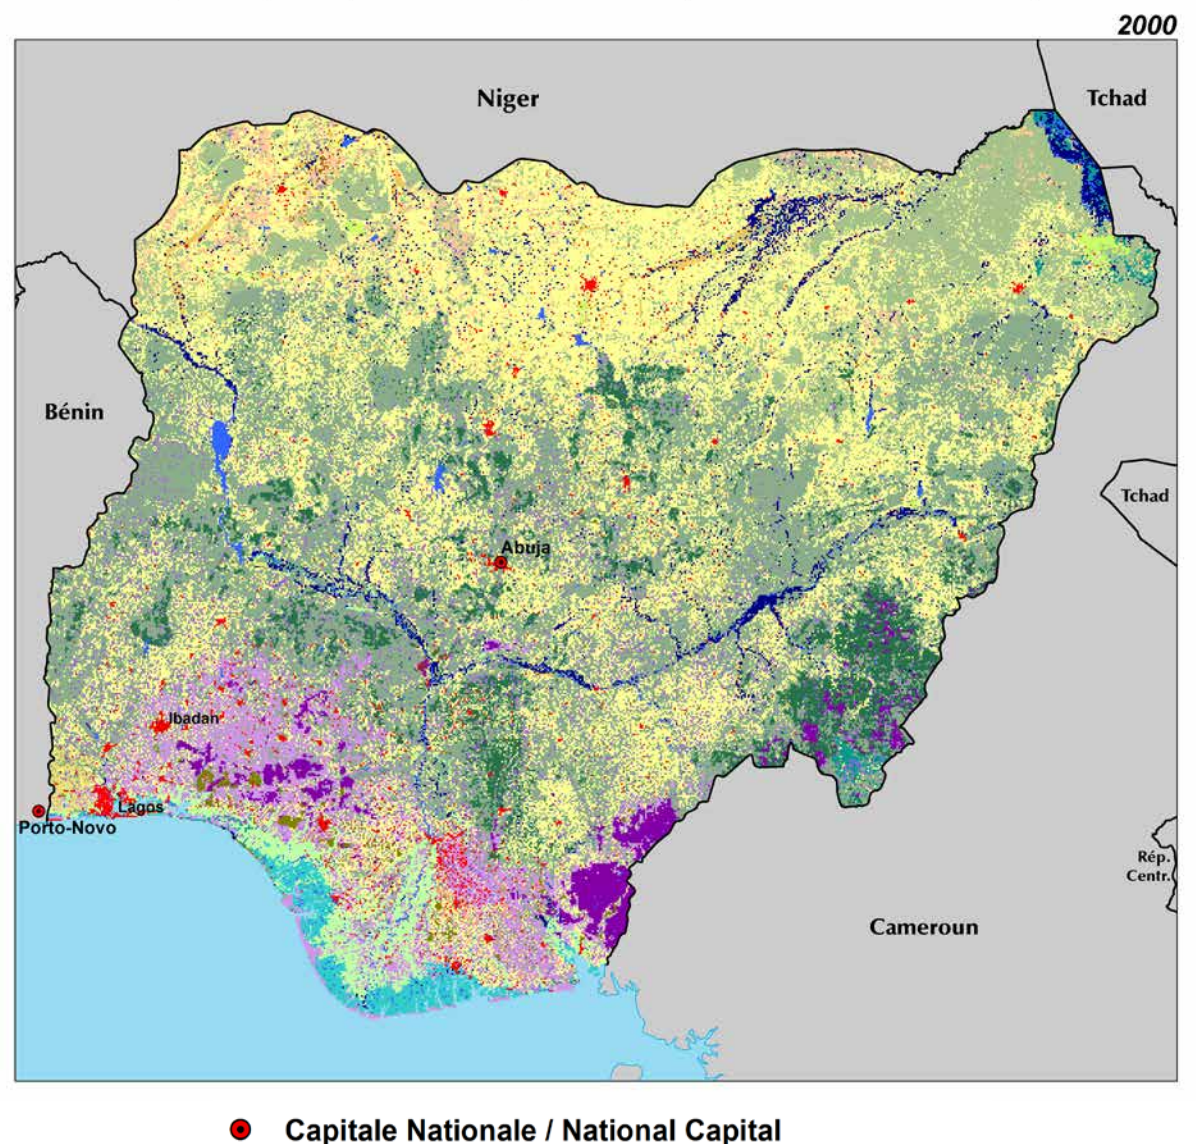 2000
Niger
Tchad
Bénin
Tchad
Abuja
Ibadan
Lagos
Porto-Novo
Rép.
Centr.
Cameroun
Capitale Nationale / National Capital